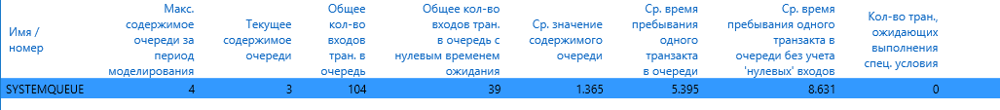 Имя / номер
Макс. содержимое очереди за период моделирования
Текущее содержимое очереди
Общее кол-во входов тран. в очередь
Общее кол-во входов тран. в очередь с нулевым временем ожидания
Ср. значение содержимого очереди
Ср. время пребывания одного транзакта в очереди
Ср. время пребывания одного транзакта в очереди без учета 'нулевых' входов
Кол-во тран., ожидающих выполнения спец. условия
SYSTEMQUEUE 4 3 104 39 1.365 5.395 8.631 0